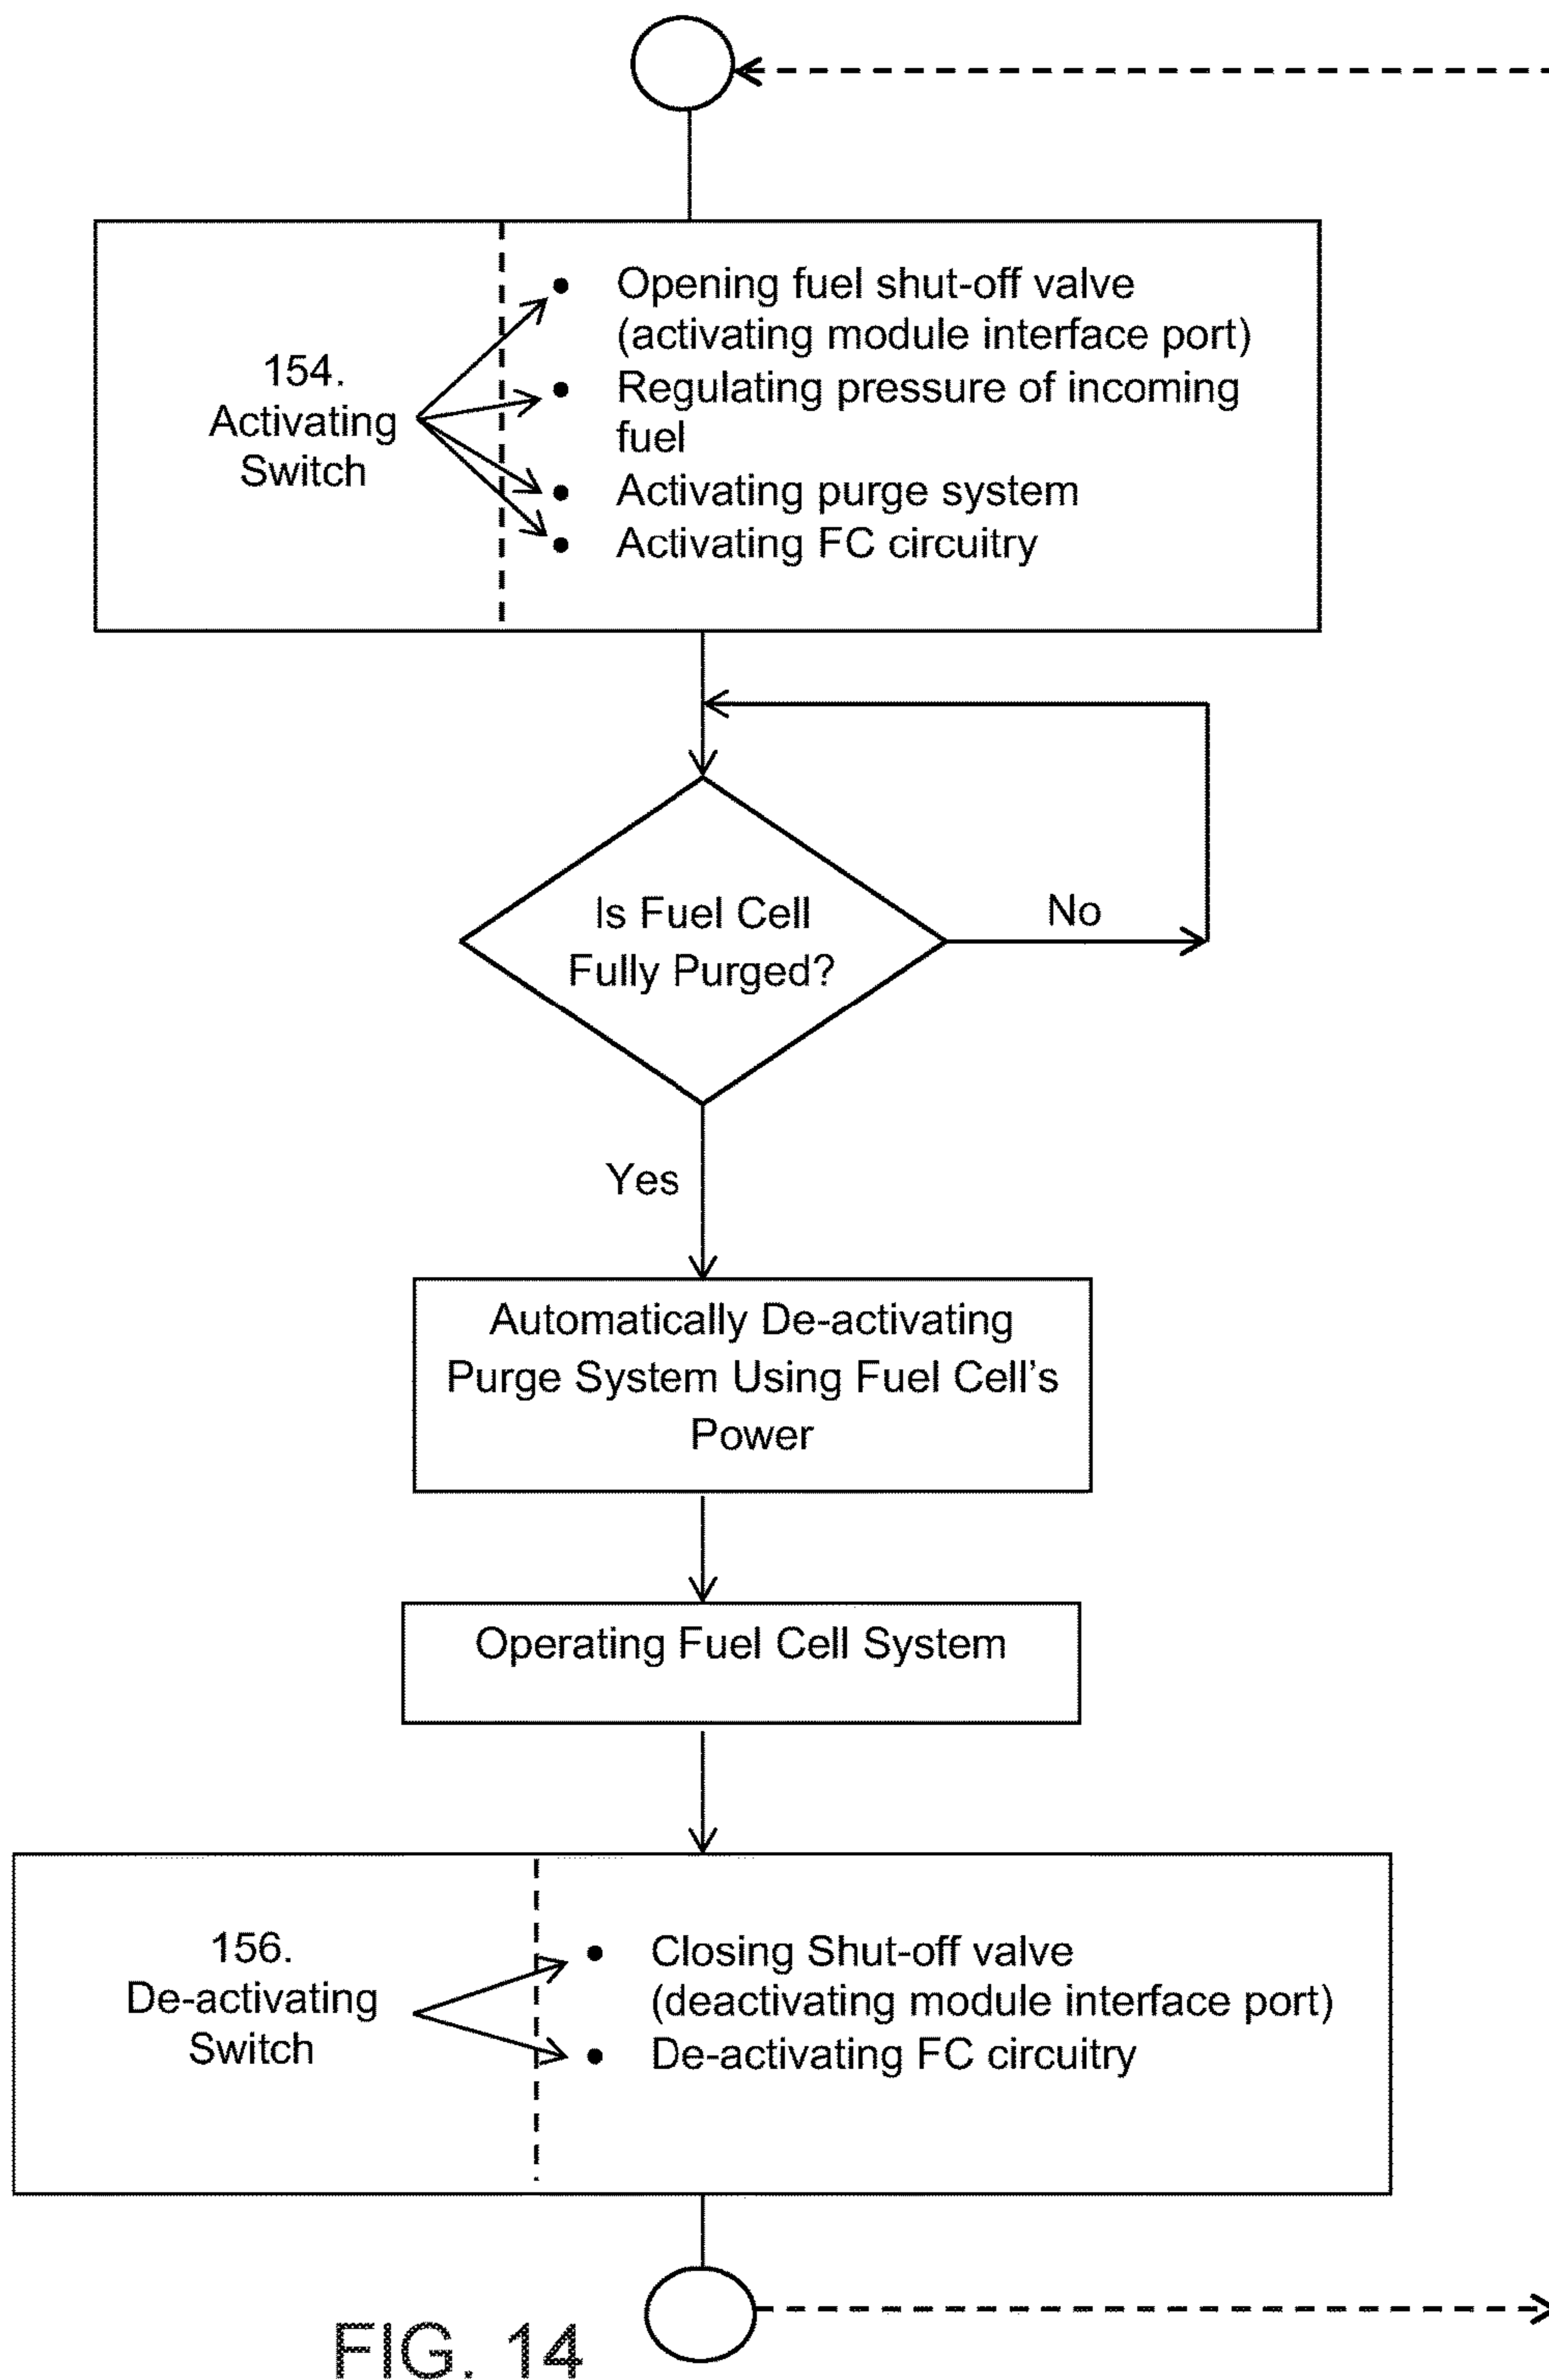 154.
Activating
Switch
• Opening fuel shut-off valve
(activating module interface port)
• Regulating pressure of incoming
fuel
• Activating purge system
• Activating FC circuitry
Is Fuel Cell
Fully Purged?
No
Yes
Automatically De-activating
Purge System Using Fuel Cell's
Power
Operating Fuel Cell System
156.
De-activating
Switch
• Closing Shut-off valve
(deactivating module interface port)
• De-activating FC circuitry
FIG. 14